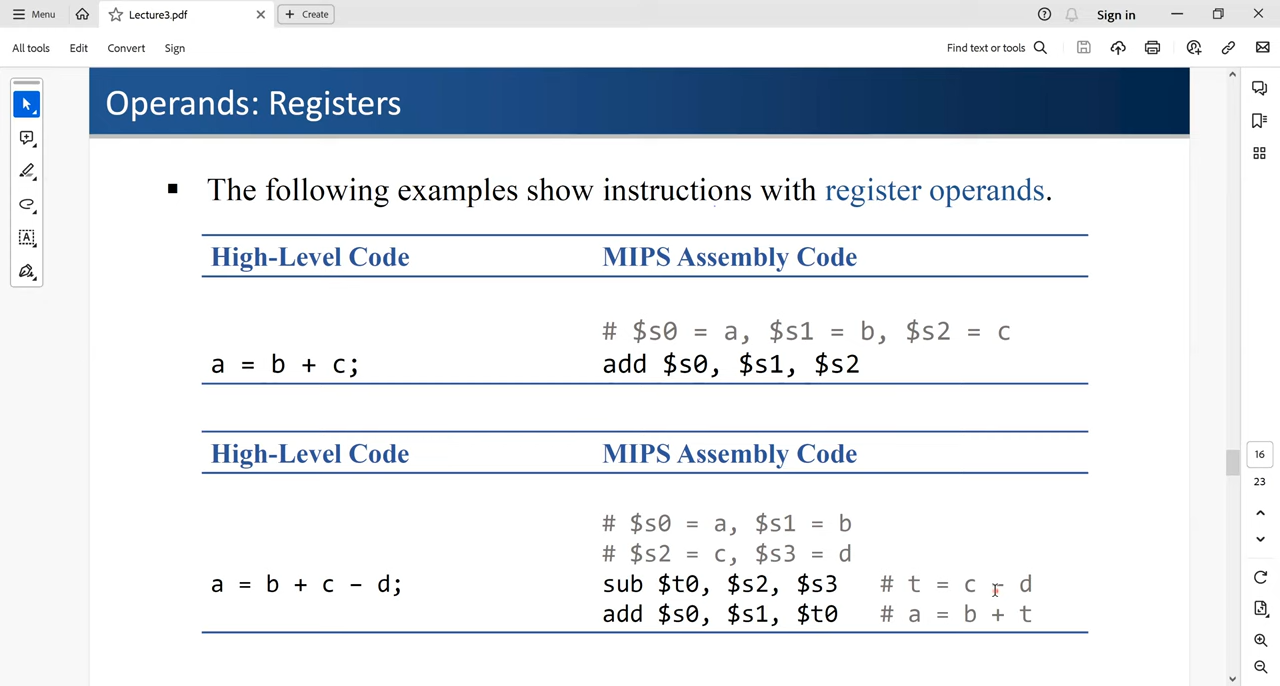 Menu
Lecture3.pdf
+ Create
Sign in
All tools Edit Convert Sign
Find text or tools
Operands: Registers
▪ The following examples show instructions with register operands.
High-Level Code MIPS Assembly Code
# $s0 = a, $s1 = b, $s2 = c
a = b + c; add $s0, $s1, $s2
High-Level Code MIPS Assembly Code
# $s0 = a, $s1 = b
# $s2 = c, $s3 = d
a = b + c - d; sub $t0, $s2, $s3 # t = c - d
add $s0, $s1, $t0 # a = b + t
16
23